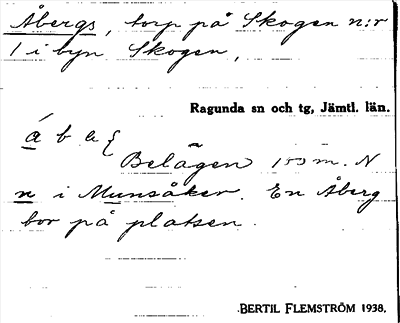 Åbergs, torp på Skogen n:r
1 i byn Skogen,
Ragunda sn och tg, Jämtl. län.
Belägen 150 m. N
n i Munsåker. En Åberg
bor på platsen.
BERTIL FLEMSTRÖM 1938.